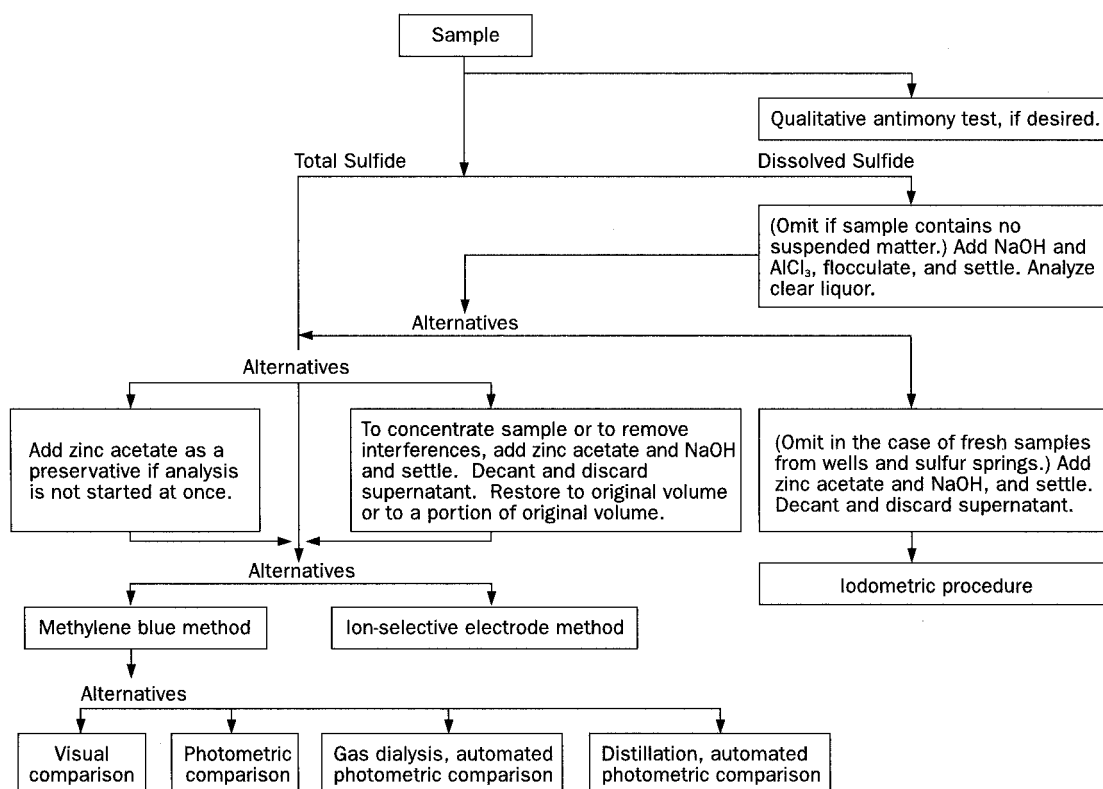 Sample
Qualitative antimony test, if desired.
Total Sulfide
Dissolved Sulfide
(Omit if sample contains no
suspended matter.) Add NaOH and
AlCl₃, flocculate, and settle. Analyze
clear liquor.
Alternatives
Alternatives
Add zinc acetate as a
preservative if analysis
is not started at once.
To concentrate sample or to remove
interferences, add zinc acetate and NaOH
and settle. Decant and discard
supernatant. Restore to original volume
or to a portion of original volume.
(Omit in the case of fresh samples
from wells and sulfur springs.) Add
zinc acetate and NaOH, and settle.
Decant and discard supernatant.
Alternatives
Iodometric procedure
Methylene blue method
Ion-selective electrode method
Alternatives
Visual
comparison
Photometric
comparison
Gas dialysis, automated
photometric comparison
Distillation, automated
photometric comparison